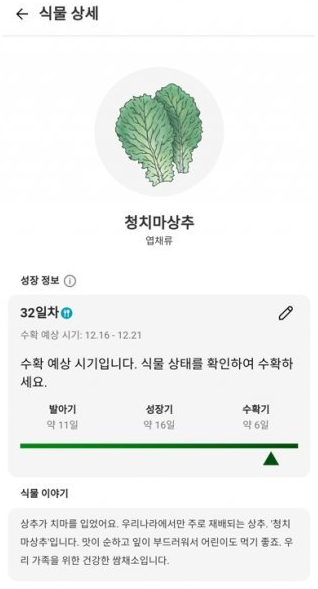 ← 식물 상세
청치마상추
엽채류
성장 정보 ⓘ
32일차
수확 예상 시기: 12.16 - 12.21
수확 예상 시기입니다. 식물 상태를 확인하여 수확하
세요.
발아기 성장기 수확기
약 11일 약 16일 약 6일
식물 이야기
상추가 치마를 입었어요. 우리나라에서만 주로 재배되는 상추. '청치
마상추'입니다. 맛이 순하고 잎이 부드러워서 어린이도 먹기 좋죠. 우
리 가족을 위한 건강한 쌈채소입니다.